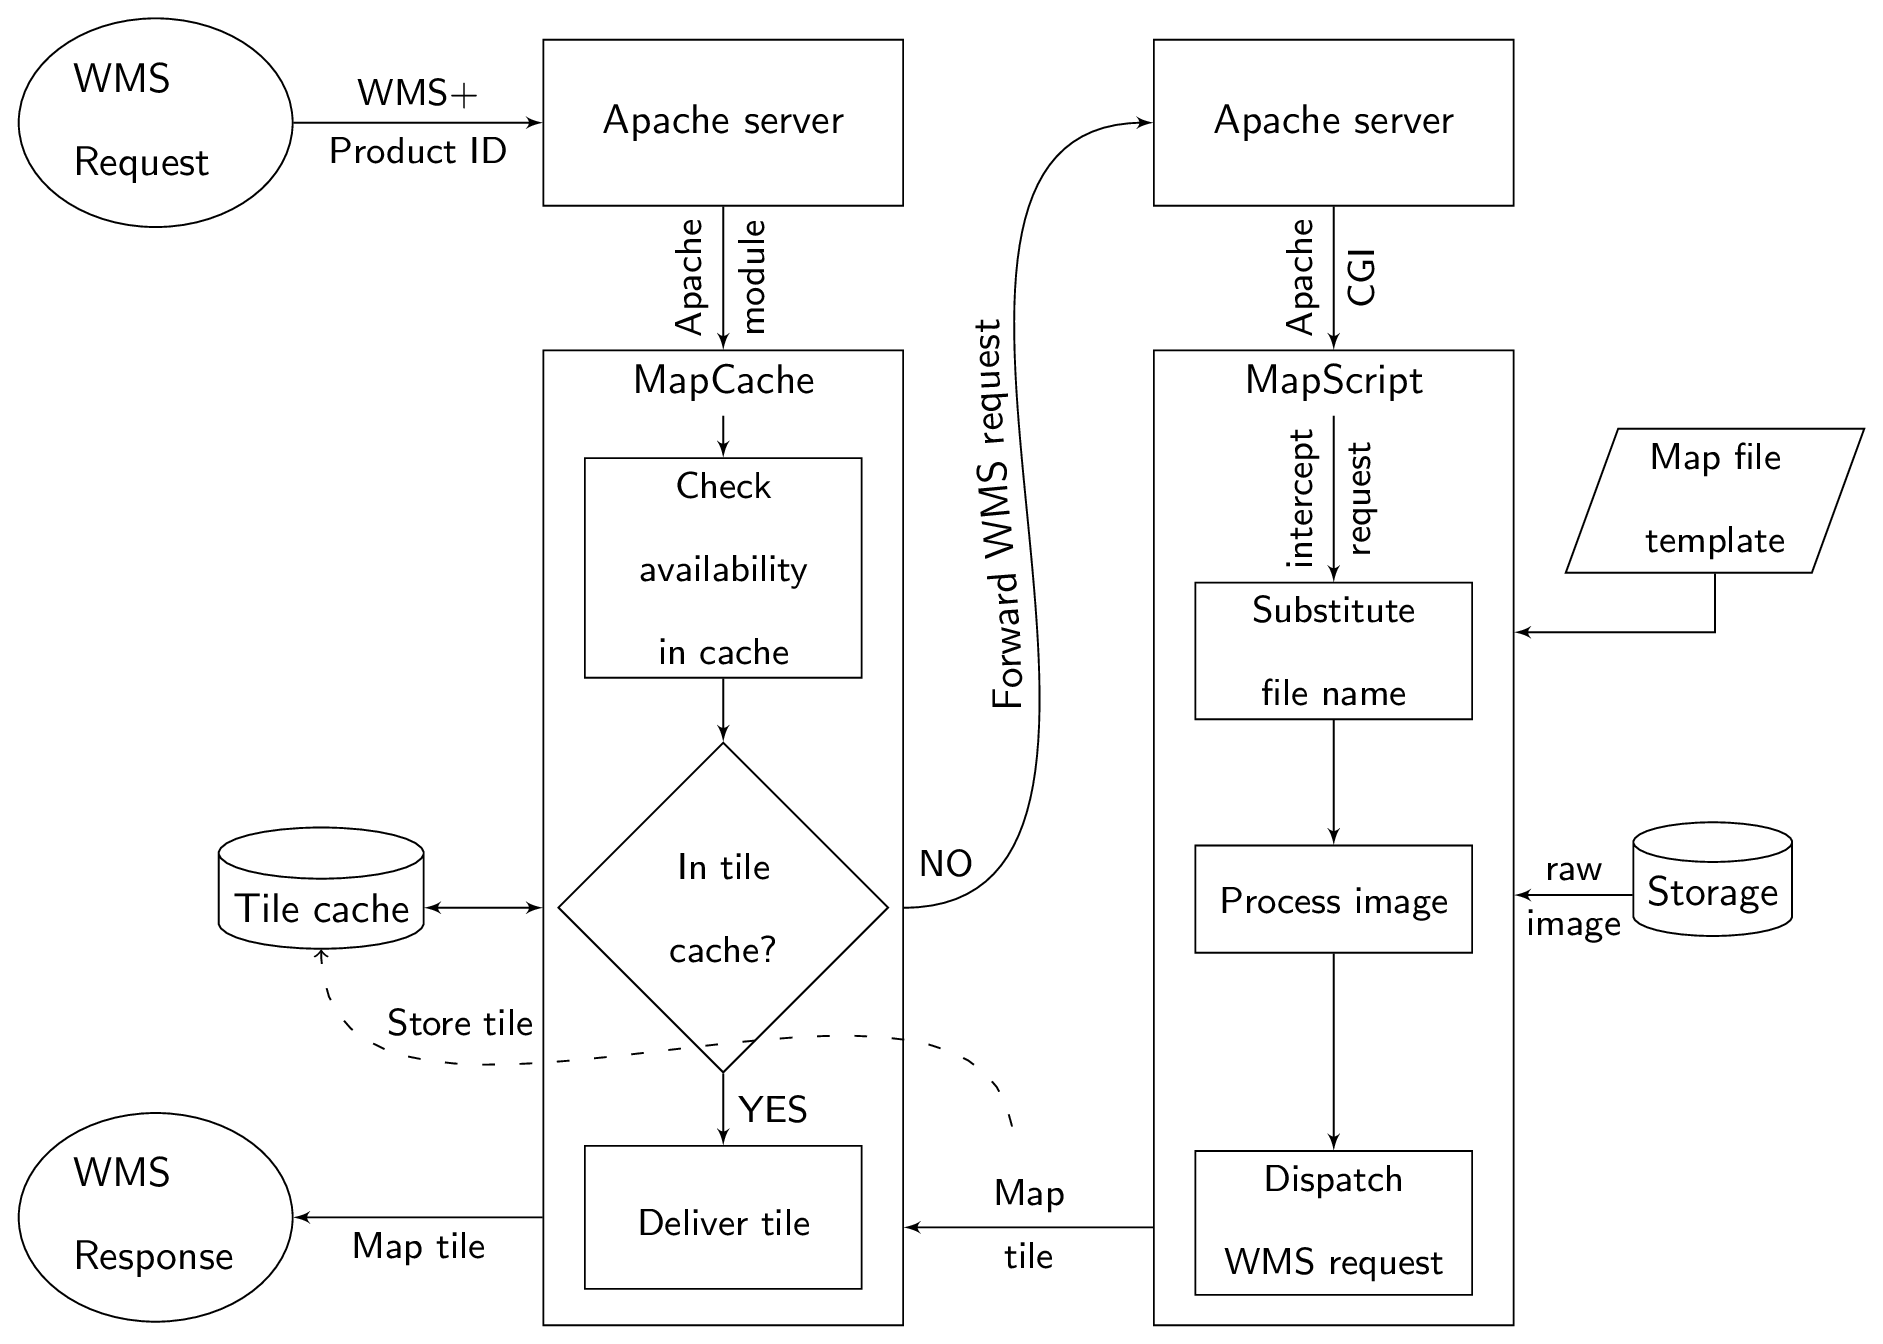 WMS
Request
WMS+
Product ID
Apache server
Apache server
Apache
module
Apache
CGI
MapCache
Check
availability
in cache
Forward WMS request
MapScript
intercept
request
Map file
template
Substitute
file name
In tile
cache?
NO
Tile cache
Process image
raw
image
Storage
Store tile
YES
WMS
Response
Map tile
Deliver tile
Map
tile
Dispatch
WMS request